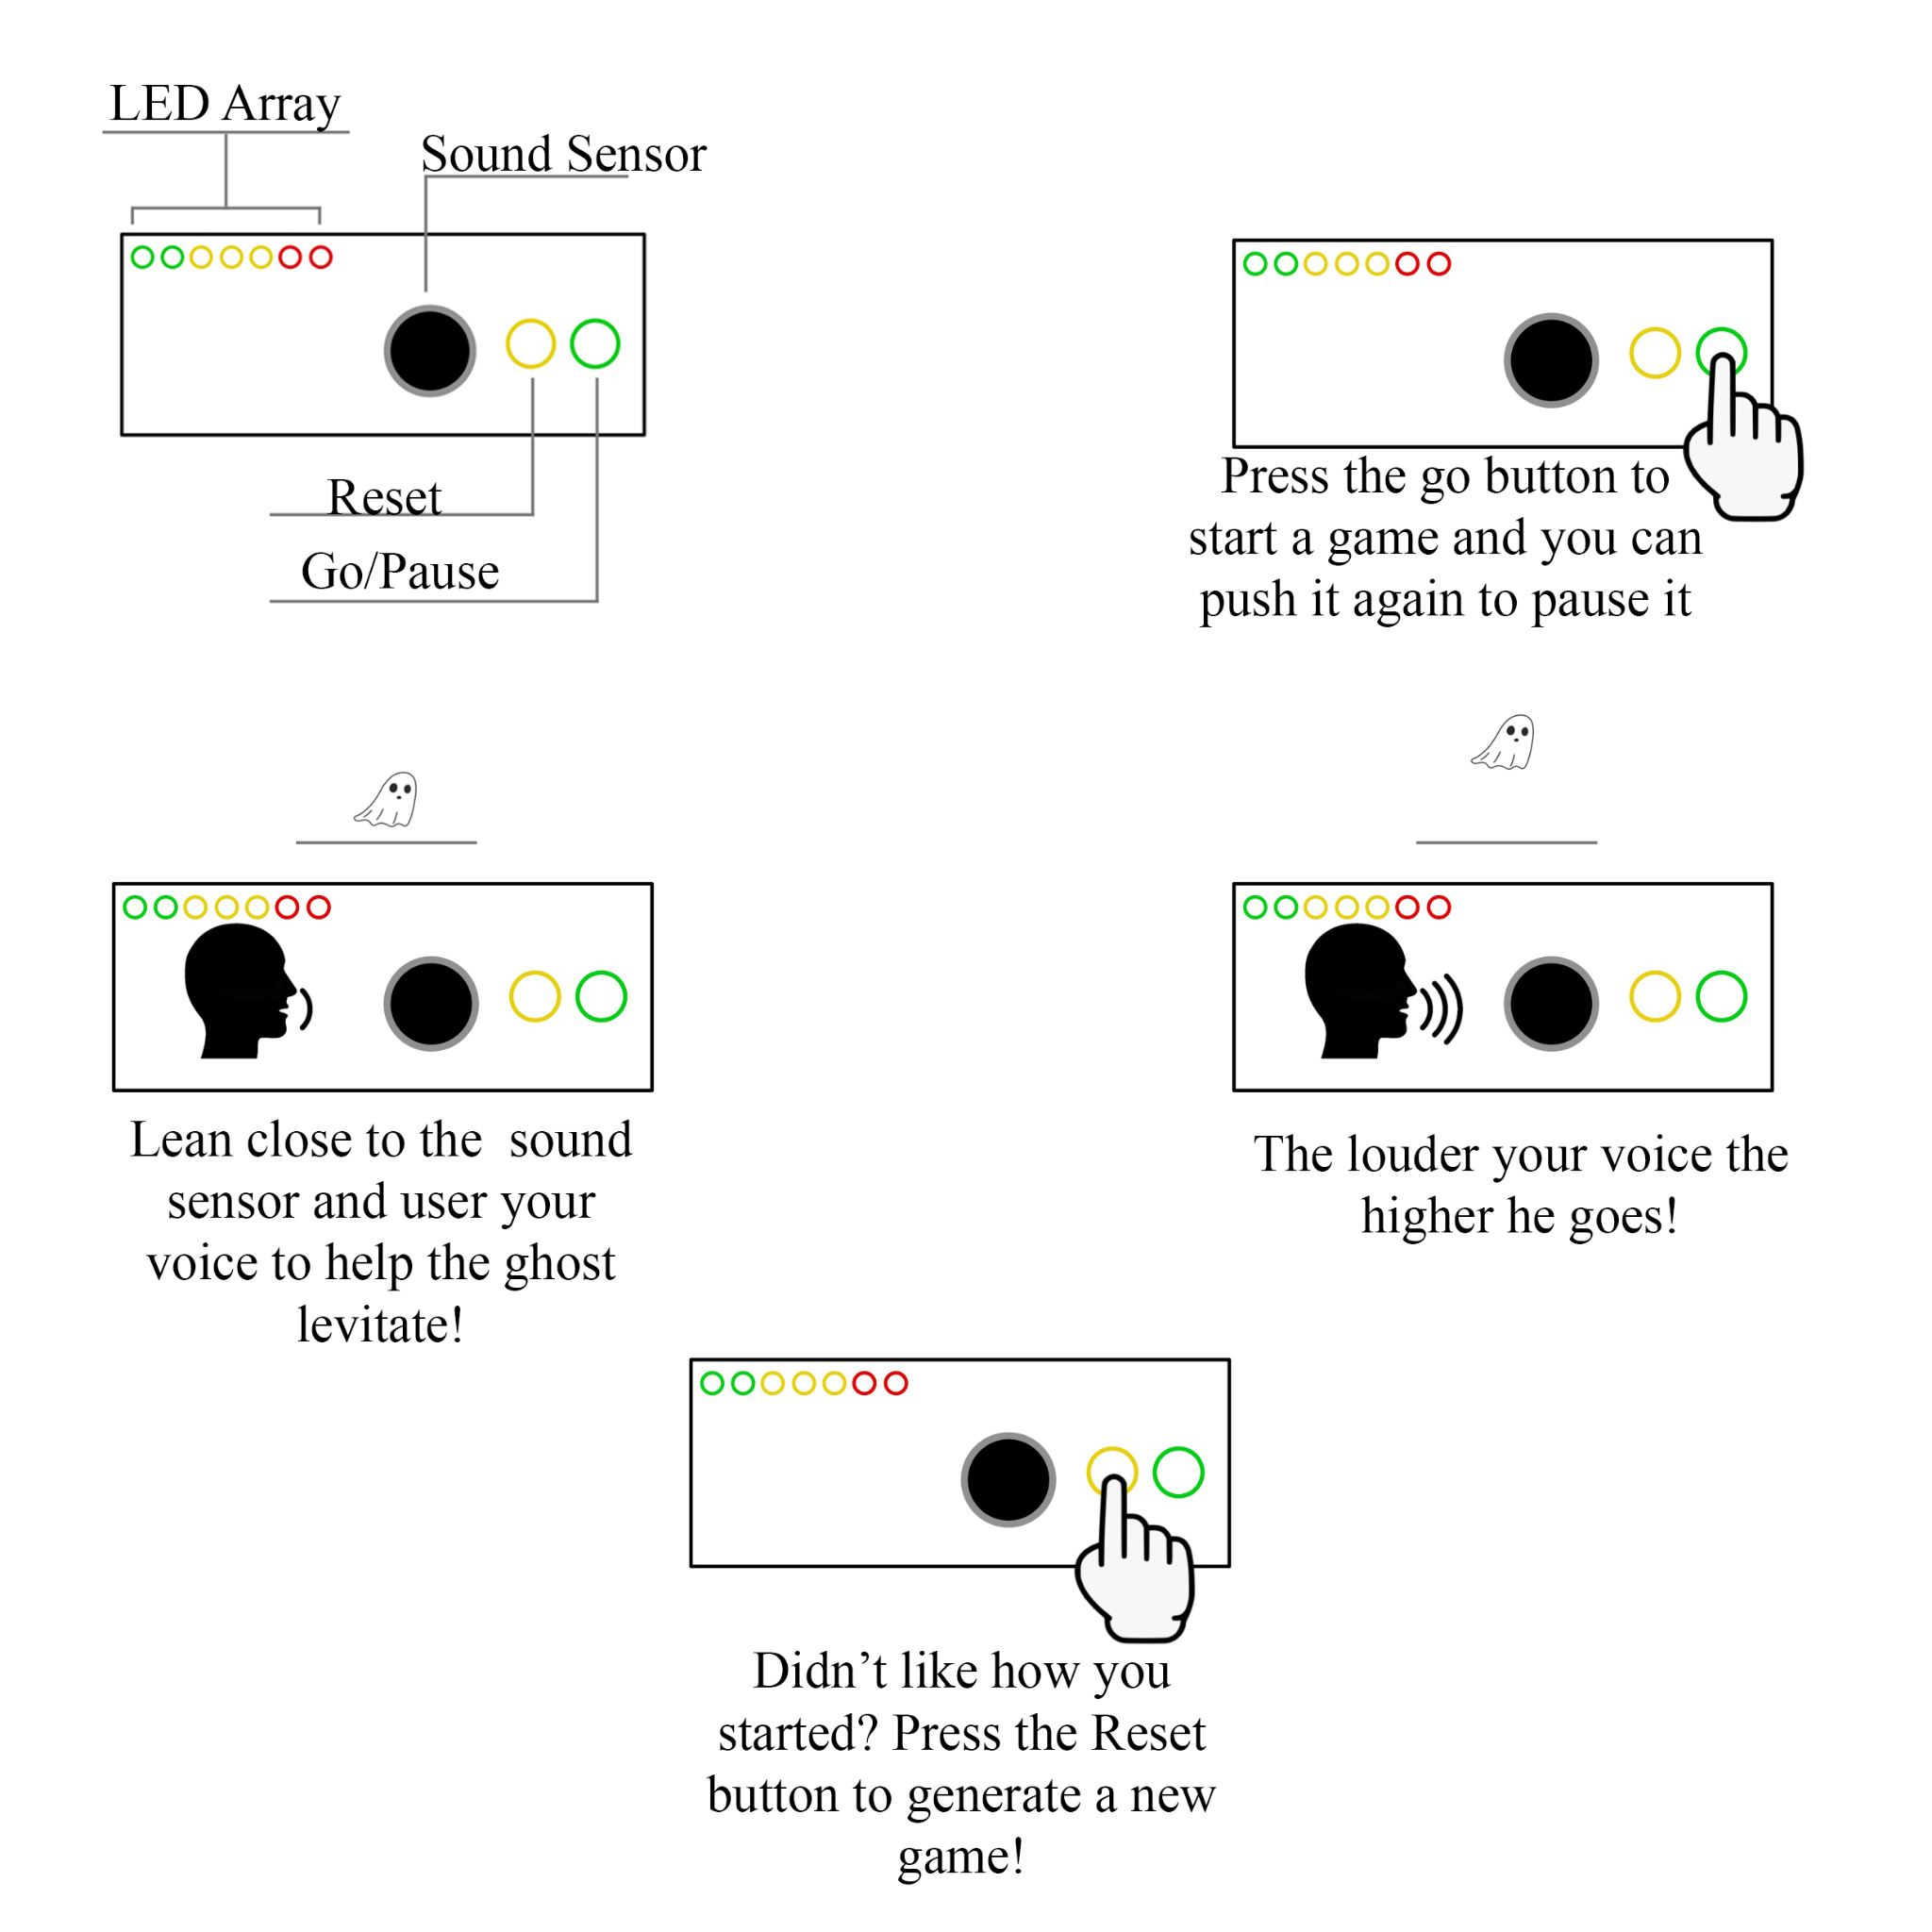 LED Array
Sound Sensor
Reset
Go/Pause
Press the go button to
start a game and you can
push it again to pause it
Lean close to the  sound
sensor and user your
voice to help the ghost
levitate!
The louder your voice the
higher he goes!
Didn’t like how you
started? Press the Reset
button to generate a new
game!